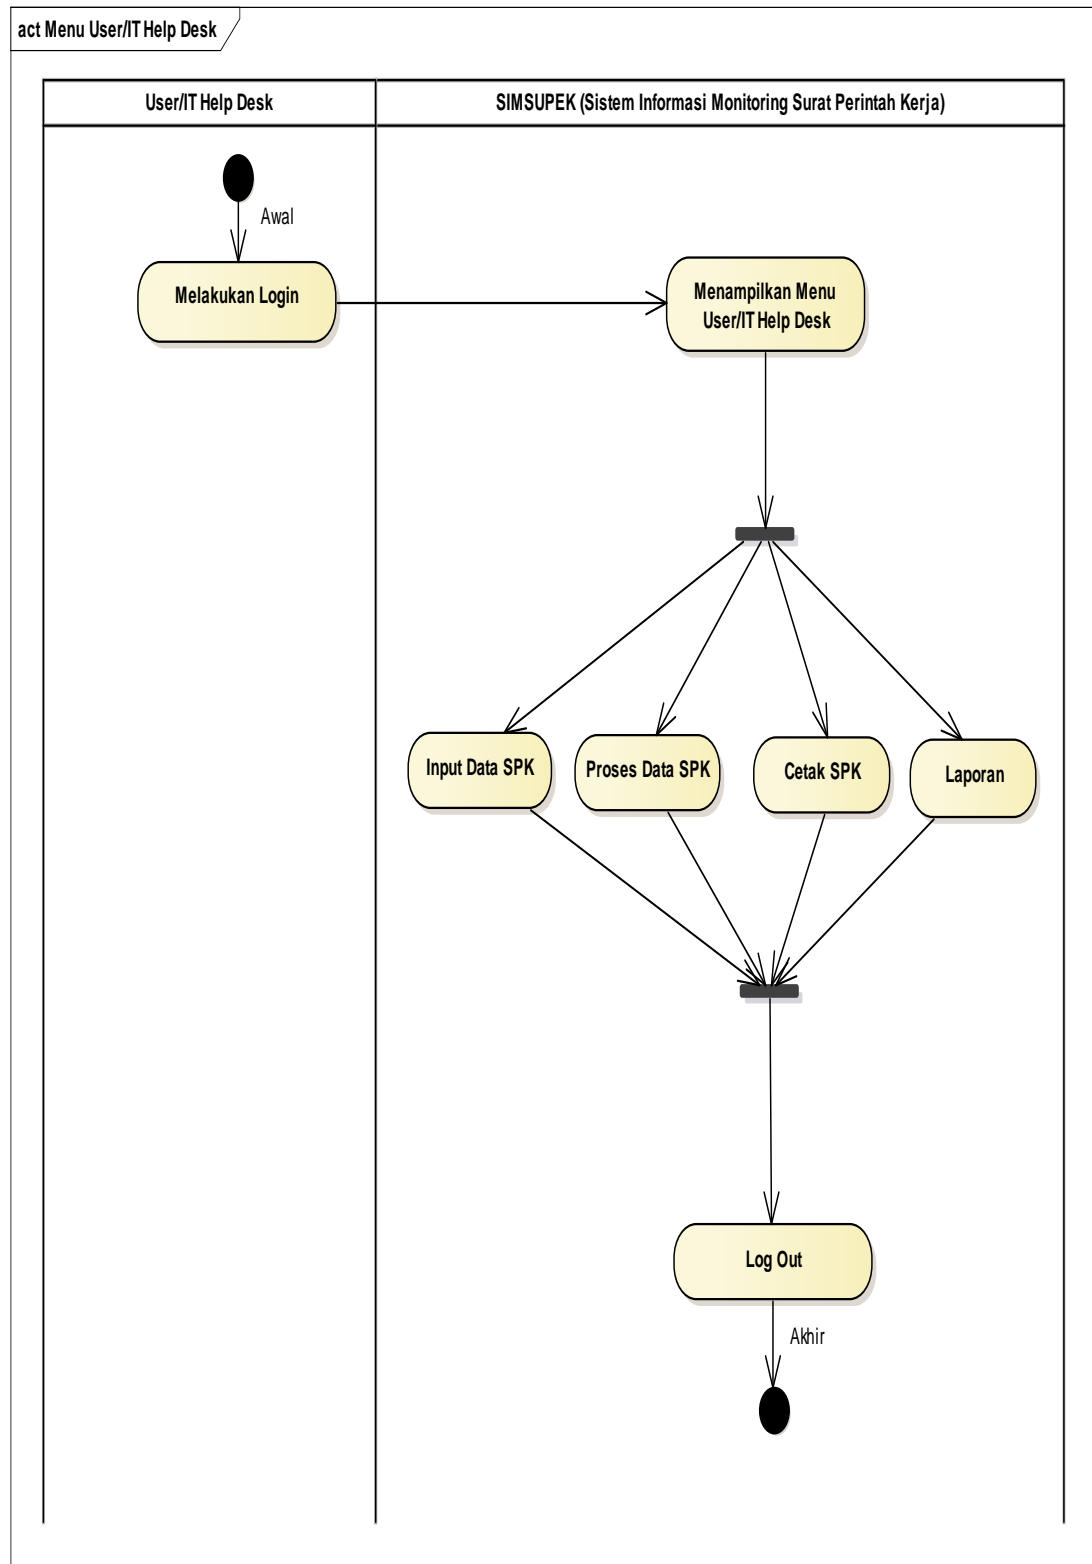 act Menu User/IT Help Desk
User/IT Help Desk
SIMSUPEK (Sistem Informasi Monitoring Surat Perintah Kerja)
Awal
Melakukan Login
Menampilkan Menu
User/IT Help Desk
Input Data SPK
Proses Data SPK
Cetak SPK
Laporan
Log Out
Akhir